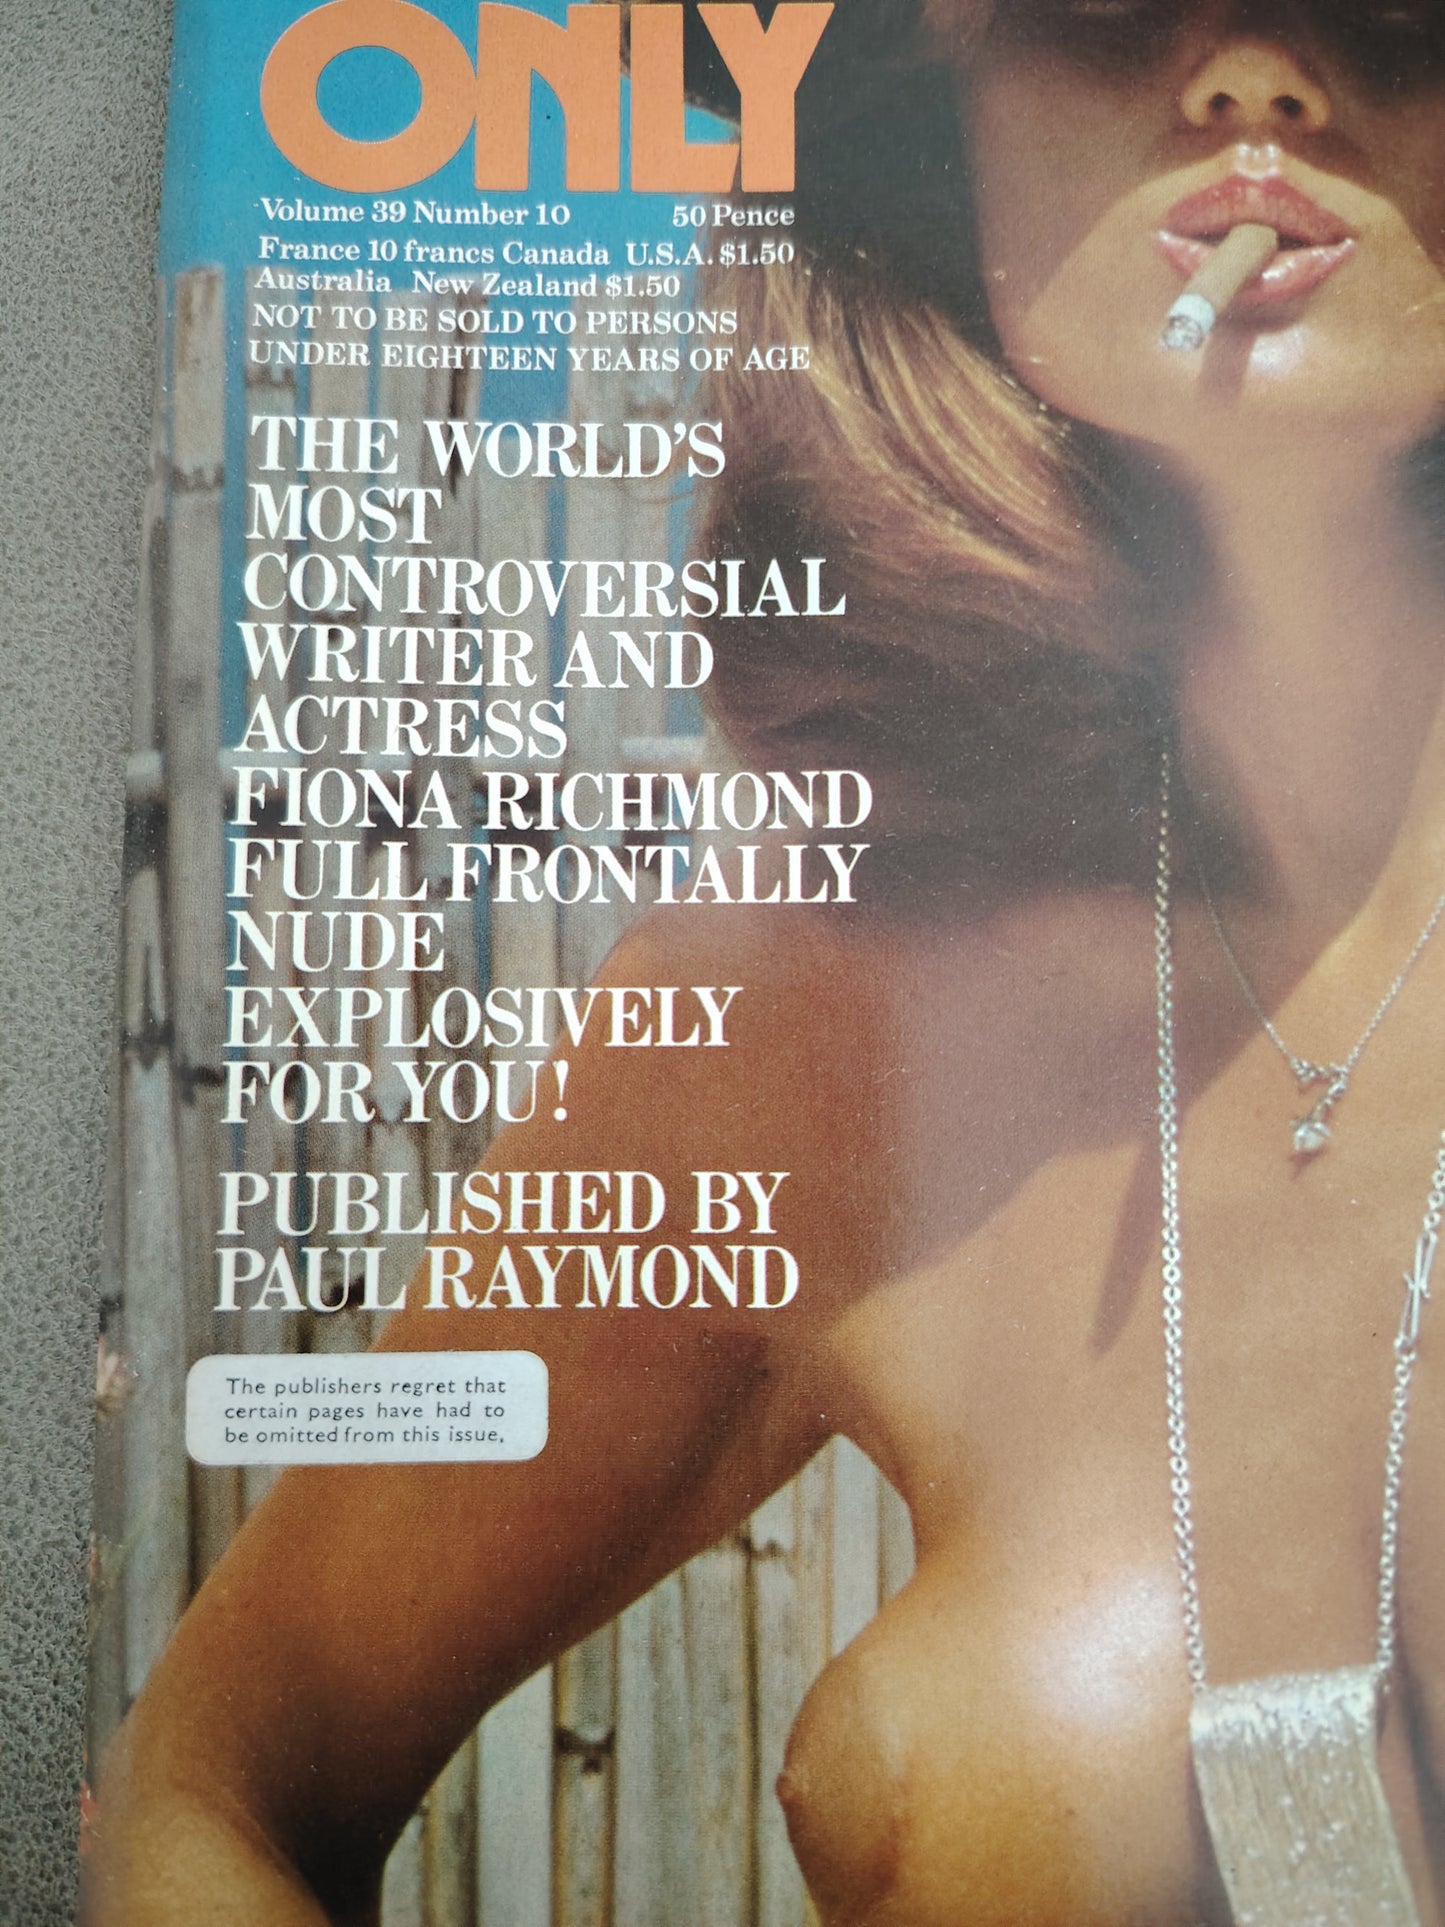 ONLY
Volume 39 Number 10 50 Pence
France 10 francs Canada U.S.A. $1.50
Australia New Zealand $1.50
NOT TO BE SOLD TO PERSONS
UNDER EIGHTEEN YEARS OF AGE
THE WORLD'S
MOST
CONTROVERSIAL
WRITER AND
ACTRESS
FIONA RICHMOND
FULL FRONTALLY
NUDE
EXPLOSIVELY
FOR YOU!
PUBLISHED BY
PAUL RAYMOND
The publishers regret that
certain pages have had to
be omitted from this issue.